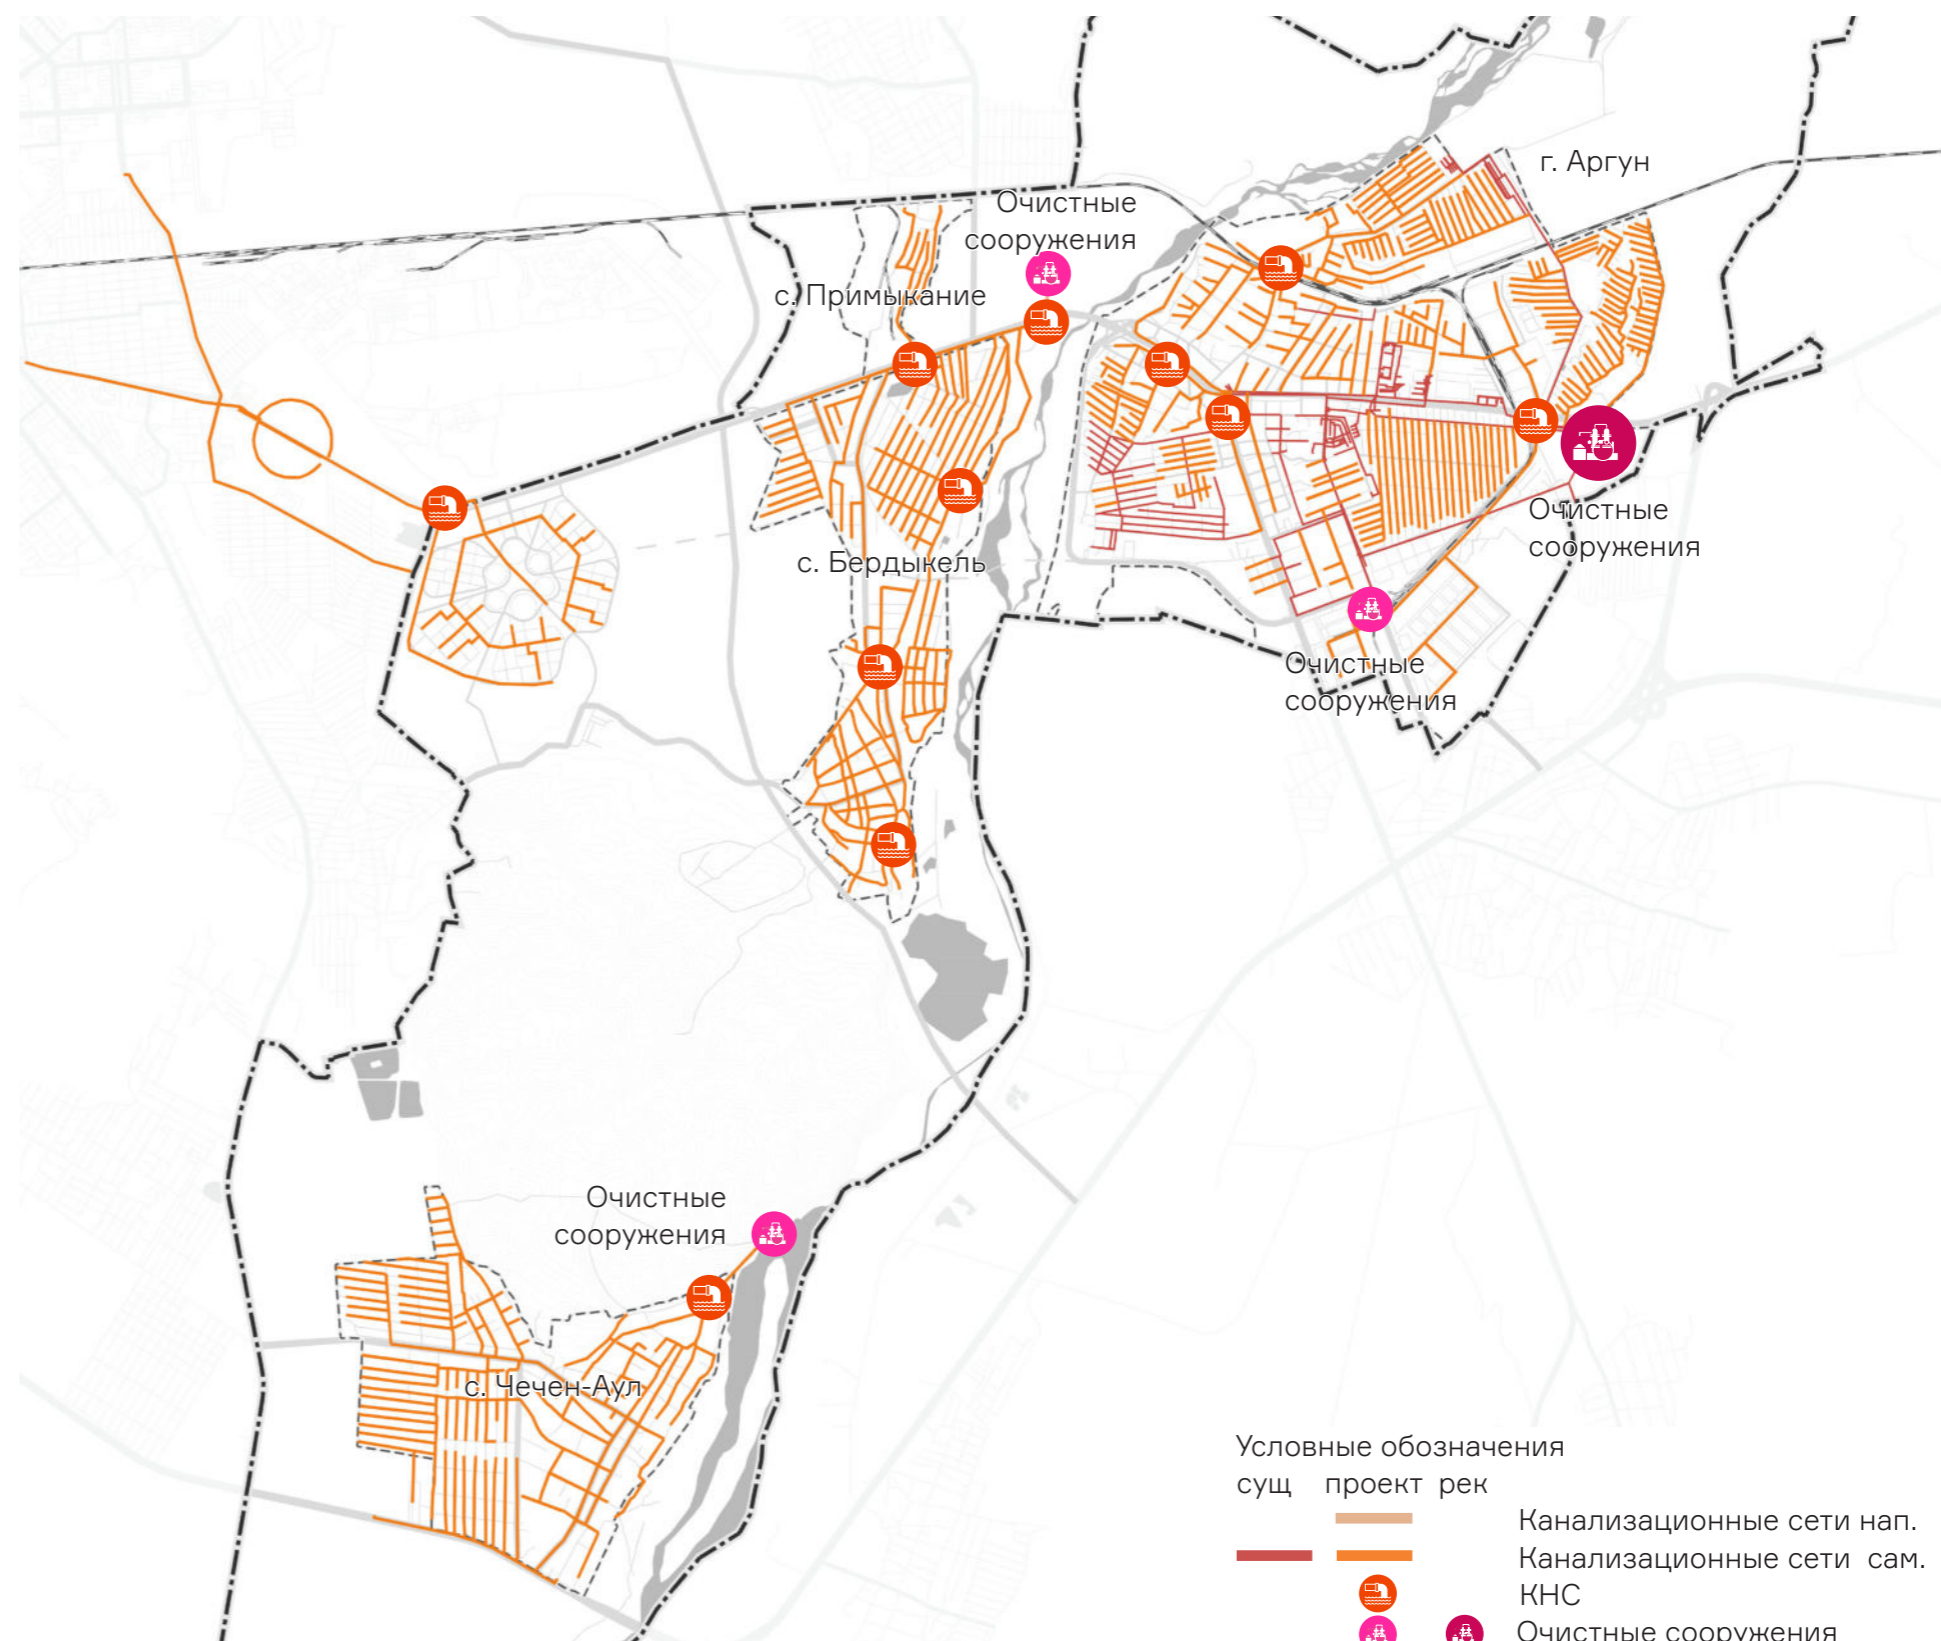 г. Аргун
Очистные
сооружения
с. Примыкание
Очистные
сооружения
с. Бердыкель
Очистные
сооружения
Очистные
сооружения
с. Чечен-Аул
Условные обозначения
сущ проект рек
Канализационные сети нап.
Канализационные сети сам.
КНС
Очистные сооружения